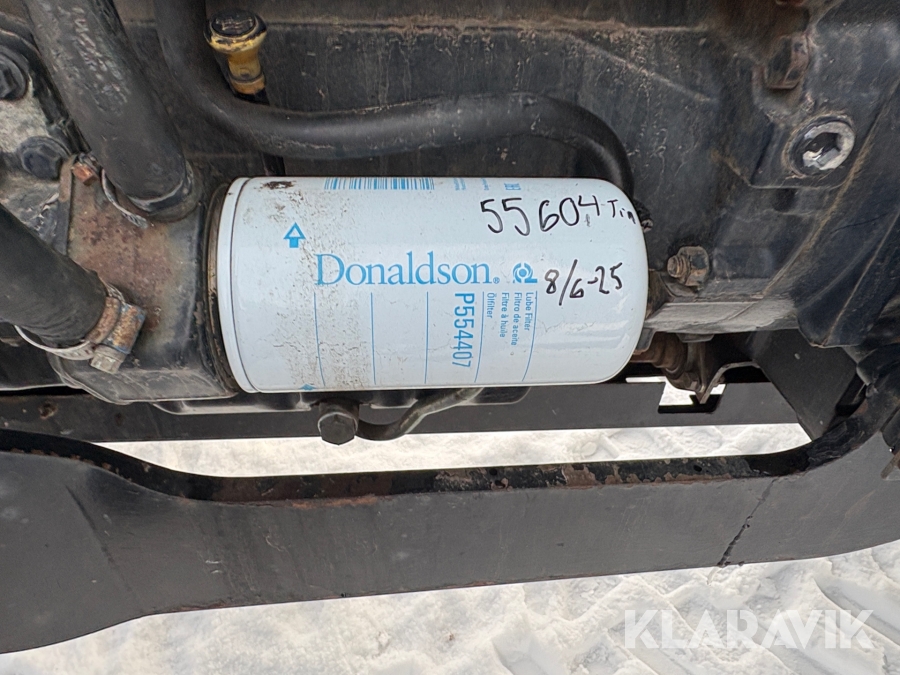 55604 Tim
8/6-25
Donaldson®
P554407
Lube Filter
Filtro de aceite
Filtre à huile
Ölfilter
KLARAVIK